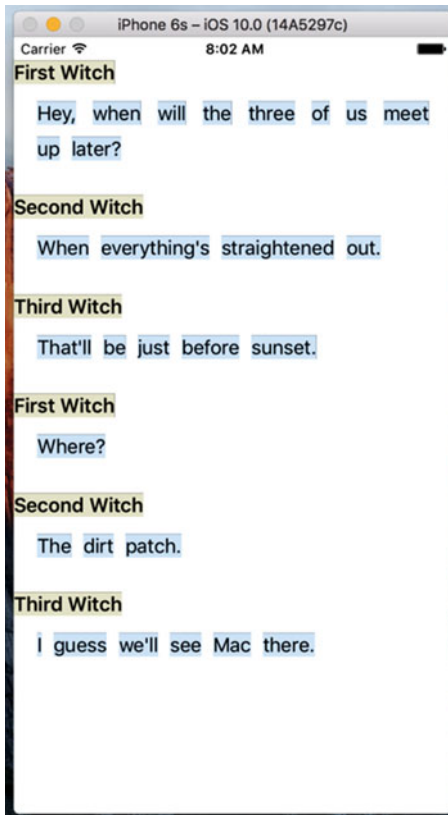 iPhone 6s – iOS 10.0 (14A5297c)
Carrier 8:02 AM
First Witch
Hey, when will the three of us meet
up later?
Second Witch
When everything's straightened out.
Third Witch
That'll be just before sunset.
First Witch
Where?
Second Witch
The dirt patch.
Third Witch
I guess we'll see Mac there.